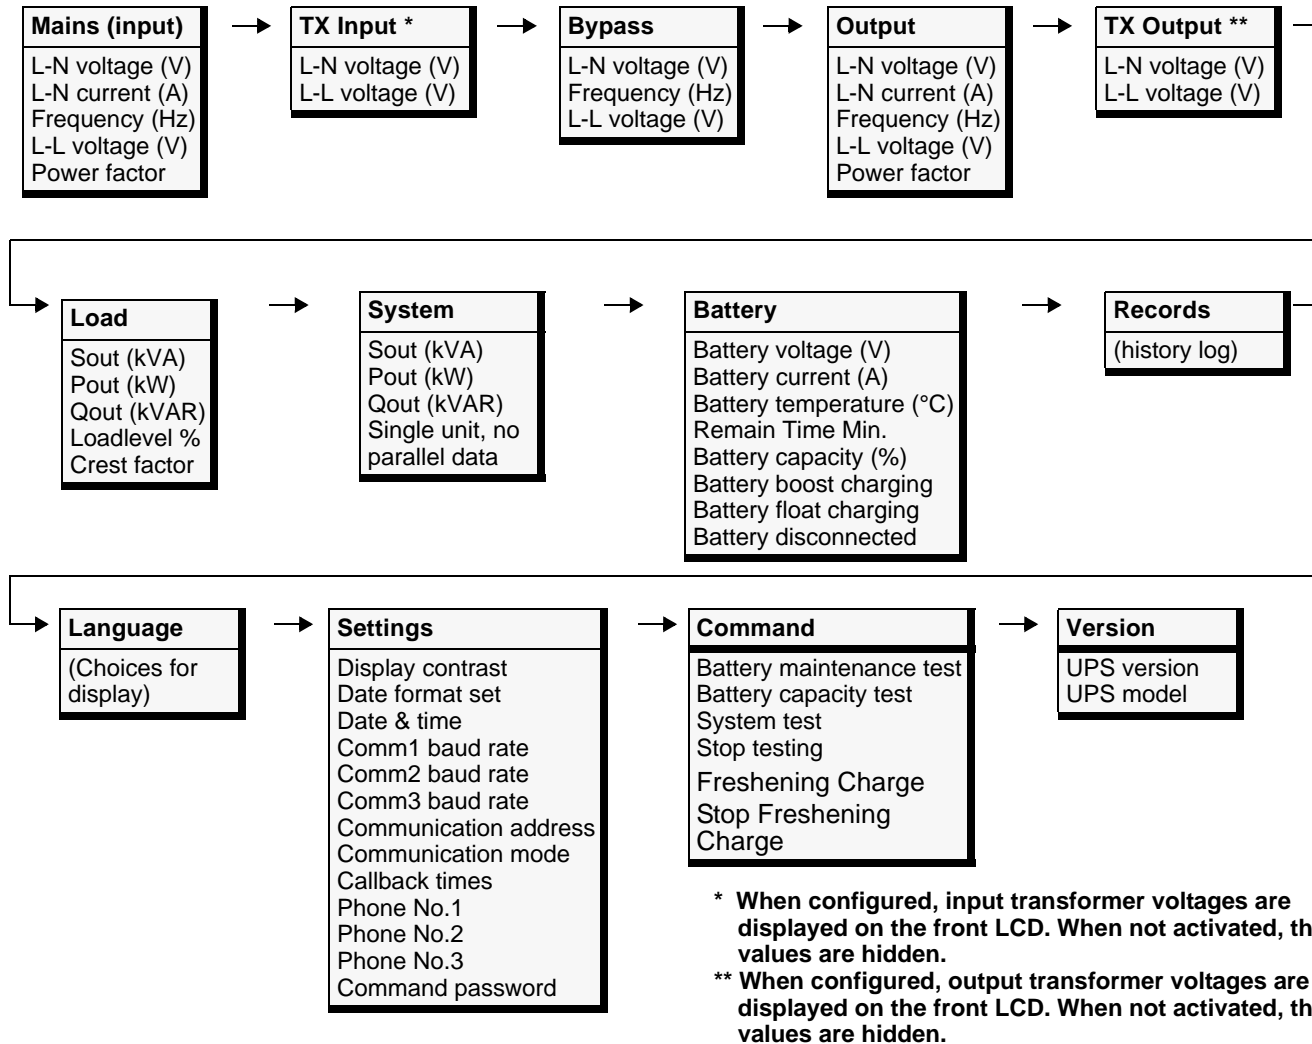 Mains (input)
L-N voltage (V)
L-N current (A)
Frequency (Hz)
L-L voltage (V)
Power factor
TX Input *
L-N voltage (V)
L-L voltage (V)
Bypass
L-N voltage (V)
Frequency (Hz)
L-L voltage (V)
Output
L-N voltage (V)
L-N current (A)
Frequency (Hz)
L-L voltage (V)
Power factor
TX Output **
L-N voltage (V)
L-L voltage (V)
Load
Sout (kVA)
Pout (kW)
Qout (kVAR)
Loadlevel %
Crest factor
System
Sout (kVA)
Pout (kW)
Qout (kVAR)
Single unit, no
parallel data
Battery
Battery voltage (V)
Battery current (A)
Battery temperature (°C)
Remain Time Min.
Battery capacity (%)
Battery boost charging
Battery float charging
Battery disconnected
Records
(history log)
Language
(Choices for
display)
Settings
Display contrast
Date format set
Date & time
Comm1 baud rate
Comm2 baud rate
Comm3 baud rate
Communication address
Communication mode
Callback times
Phone No.1
Phone No.2
Phone No.3
Command password
Command
Battery maintenance test
Battery capacity test
System test
Stop testing
Freshening Charge
Stop Freshening
Charge
Version
UPS version
UPS model
* When configured, input transformer voltages are
displayed on the front LCD. When not activated, th
values are hidden.
** When configured, output transformer voltages are
displayed on the front LCD. When not activated, th
values are hidden.